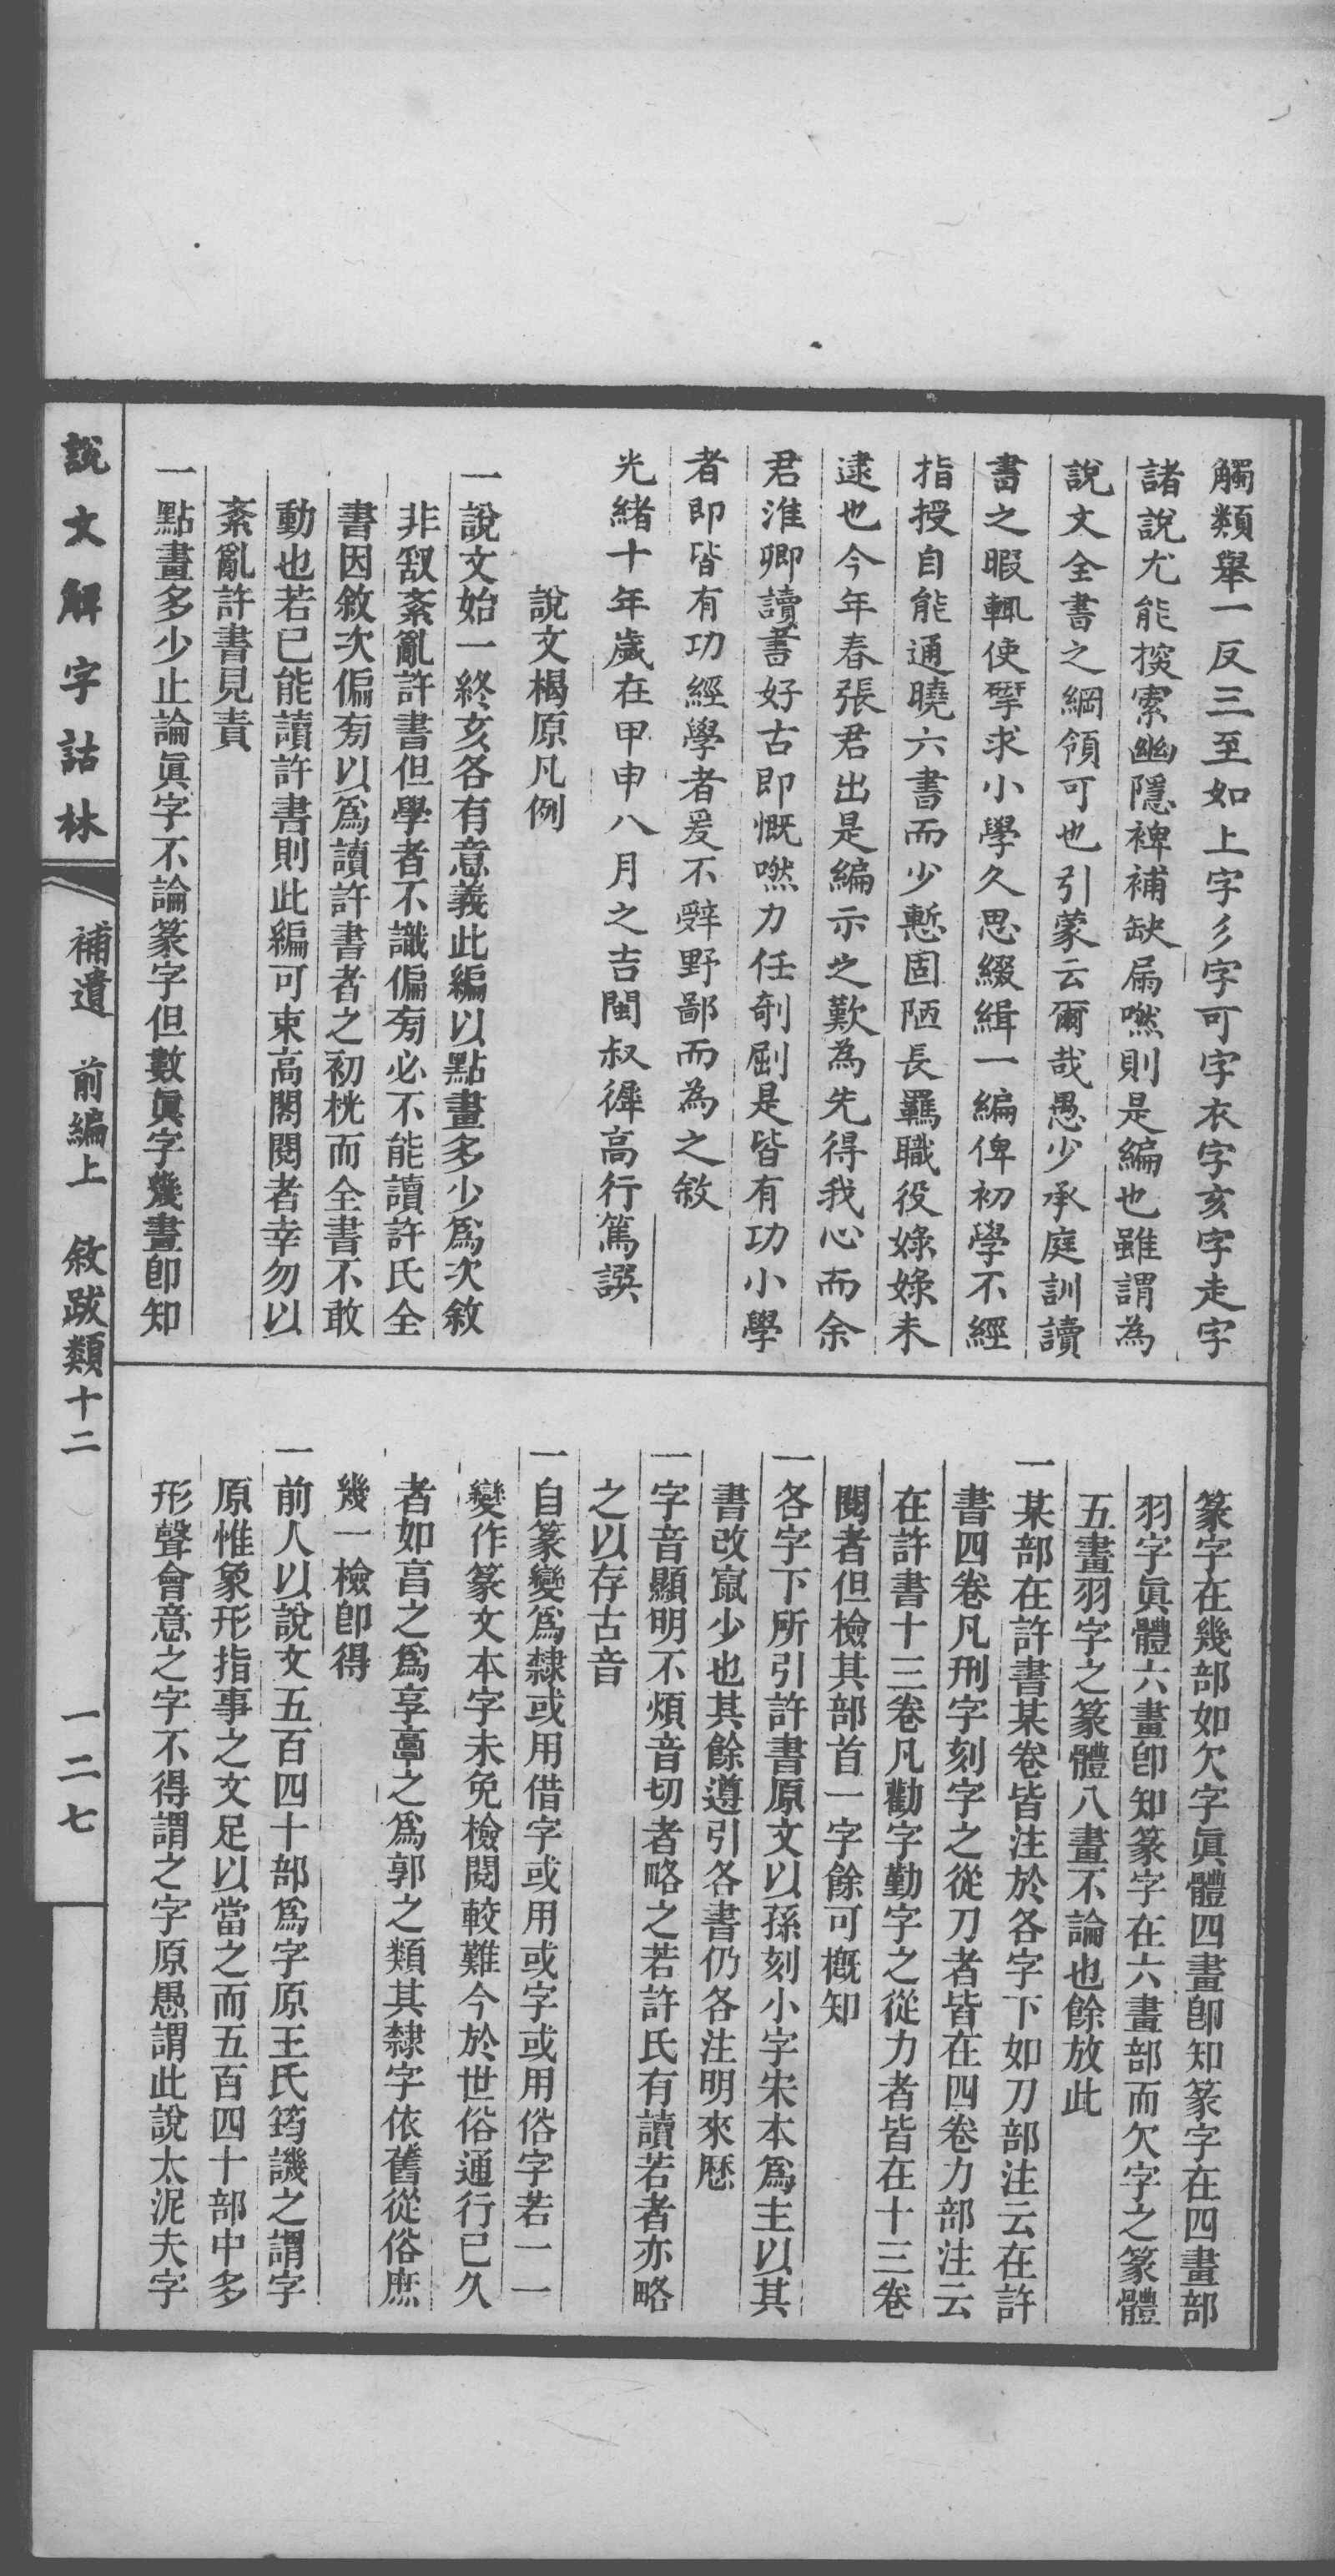 觸類舉一反三至如上字彡字可字衣字亥字走字
諸說尤能探索幽隱裨補缺扃嘫則是編也雖謂為
說文全書之綱領可也引蒙云爾哉愚少承庭訓讀
書之暇輒使揅求小學久思綴緝一編俾初學不經
指授自能通曉六書而少慙固陋長羈職役婇婇未
逮也今年春張君出是編示之歎為先得我心而余
君淮卿讀書好古即慨嘫力任剞劂是皆有功小學
者即皆有功經學者爰不辤野鄙而為之敘
光緒十年歲在甲申八月之吉閩叔遲高行篤譔
說文楬原凡例
一說文始一終亥各有意義此編以點畫多少爲次敘
非㪇紊亂許書但學者不識偏㫄必不能讀許氏全
書因敘次偏㫄以爲讀許書者之初桄而全書不敢
動也若已能讀許書則此編可束高閣閱者幸勿以
紊亂許書見責
一點畫多少止論眞字不論篆字但數眞字幾畫卽知
篆字在幾部如欠字眞體四畫卽知篆字在四畫部
羽字眞體六畫卽知篆字在六畫部而欠字之篆體
五畫羽字之篆體八畫不論也餘放此
一某部在許書某卷皆注於各字下如刀部注云在許
書四卷凡刑字刻字之從刀者皆在四卷力部注云
在許書十三卷凡勸字勤字之從力者皆在十三卷
閱者但檢其部首一字餘可槪知
一各字下所引許書原文以孫刻小字宋本爲主以其
書改竄少也其餘遵引各書仍各注明來歷
一字音顯明不煩音切者略之若許氏有讀若者亦略
之以存古音
一自篆變爲隸或用借字或用或字或用俗字若一一
變作篆文本字未免檢閱較難今於世俗通行已久
者如亯之爲享𩫏之爲郭之類其隸字依舊從俗庶
幾一檢卽得
一前人以說文五百四十部爲字原王氏筠譏之謂字
原惟象形指事之文足以當之而五百四十部中多
形聲會意之字不得謂之字原愚謂此說太泥夫字
說文解字詁林
補遺 前編上 敘跋類十二
一二七